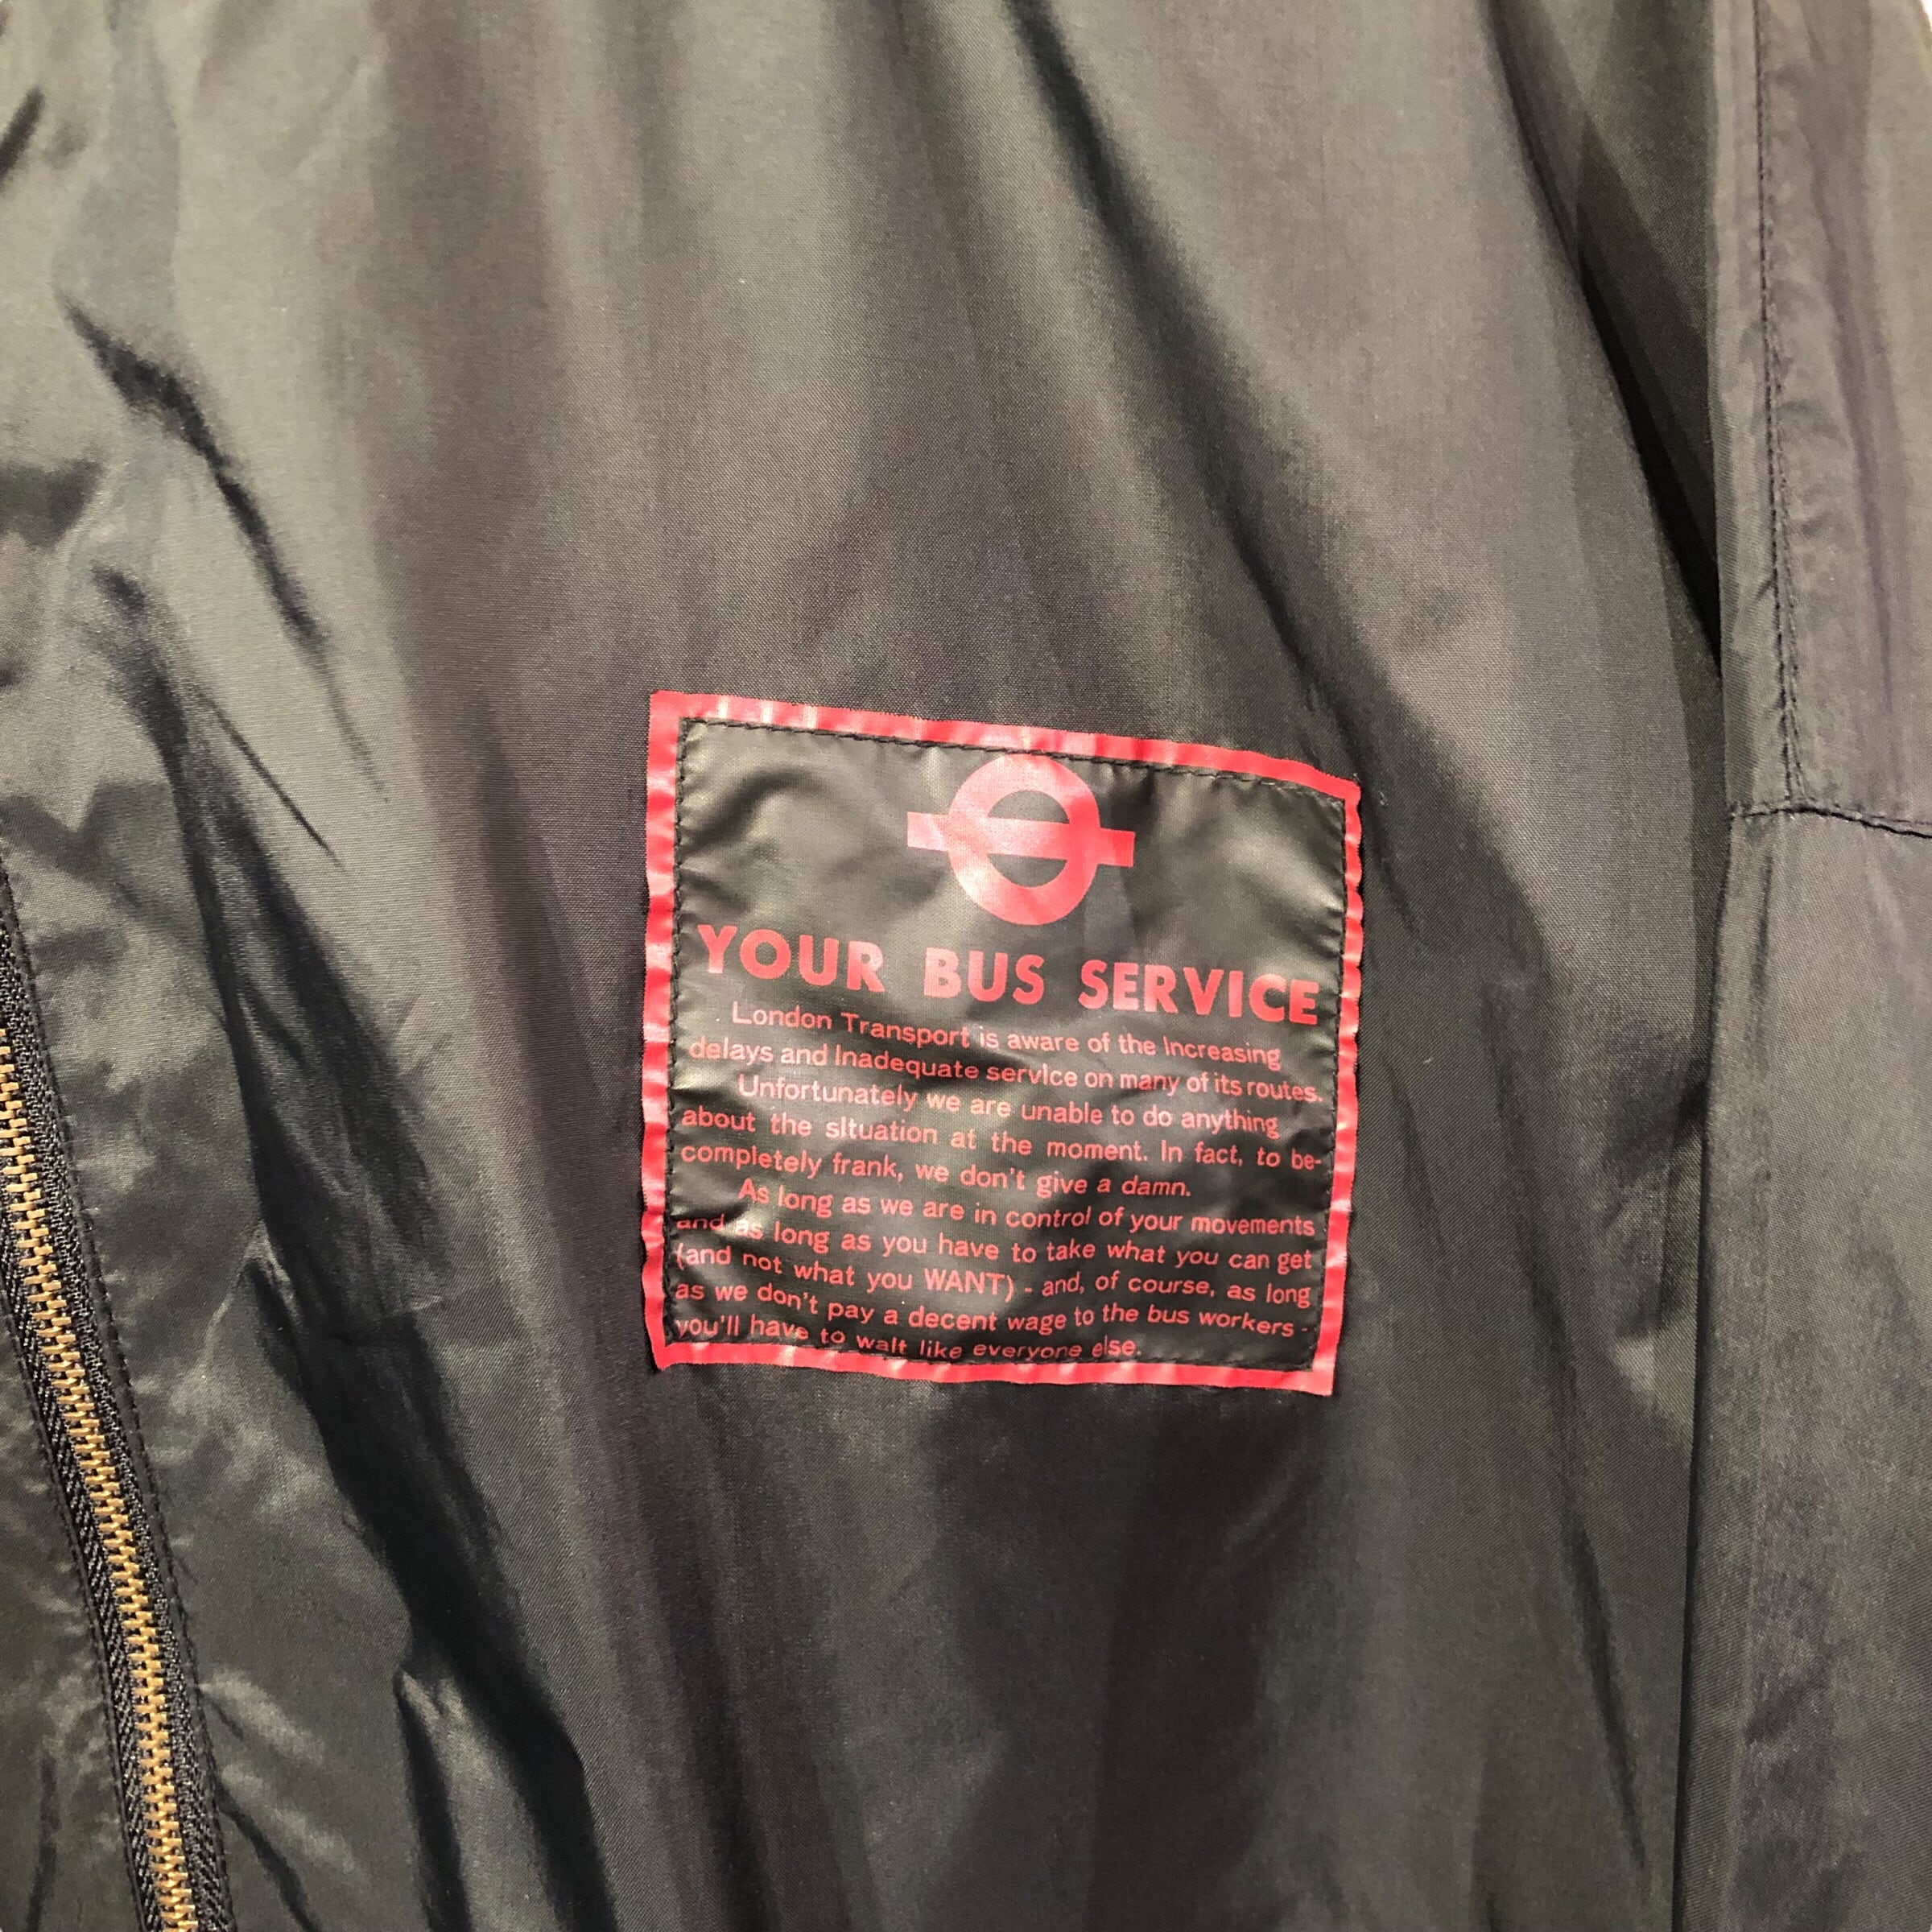 YOUR BUS SERVICE
London Transport is aware of the Increasing
delays and Inadequate service on many of its routes.
Unfortunately we are unable to do anything
about the situation at the moment. In fact, to be-
completely frank, we don't give a damn.
As long as we are in control of your movements
and as long as you have to take what you can get
(and not what you WANT) - and, of course, as long
as we don't pay a decent wage to the bus workers -
you'll have to wait like everyone else.